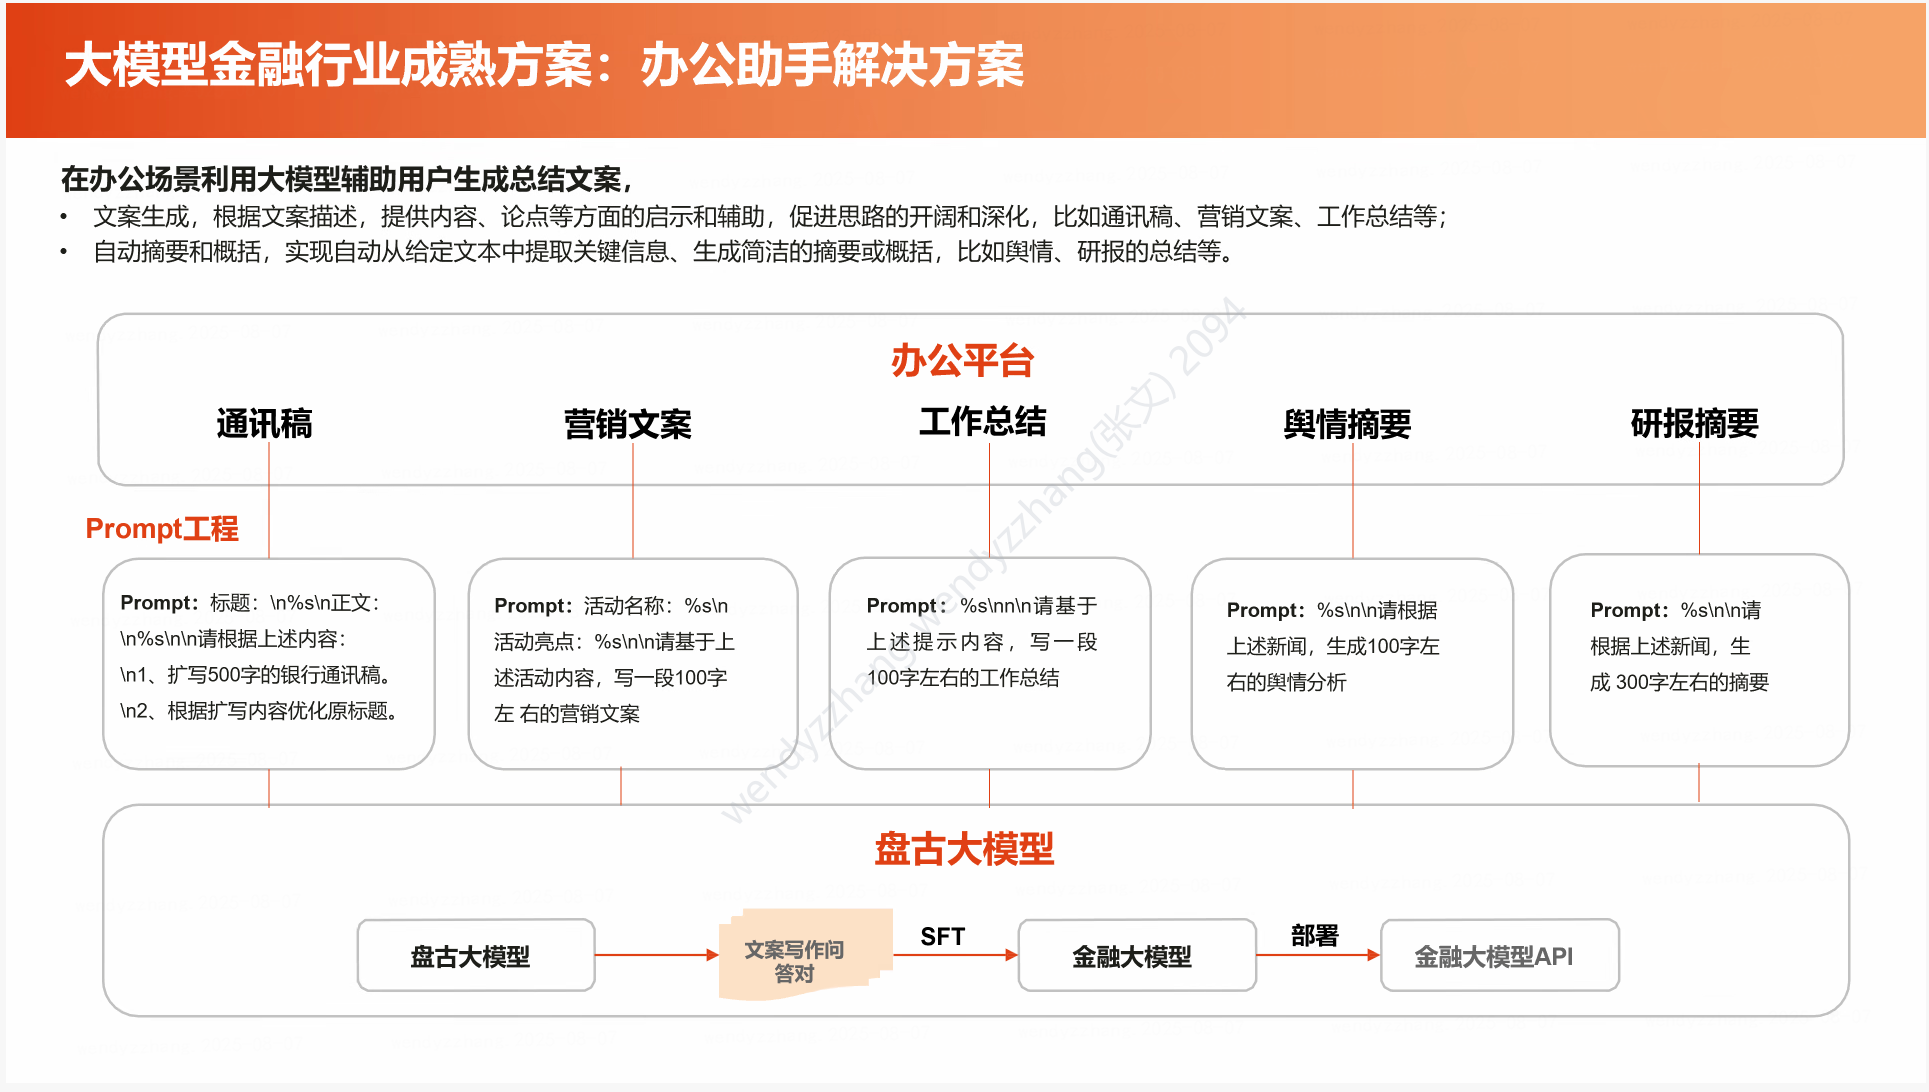 大模型金融行业成熟方案：办公助手解决方案
在办公场景利用大模型辅助用户生成总结文案，
• 文案生成，根据文案描述，提供内容、论点等方面的启示和辅助，促进思路的开阔和深化，比如通讯稿、营销文案、工作总结等；
• 自动摘要和概括，实现自动从给定文本中提取关键信息、生成简洁的摘要或概括，比如舆情、研报的总结等。
办公平台
通讯稿
营销文案
工作总结
舆情摘要
研报摘要
Prompt工程
Prompt：标题：\n%s\n正文：
\n%s\n\n请根据上述内容：
\n1、扩写500字的银行通讯稿。
\n2、根据扩写内容优化原标题。
Prompt：活动名称：%s\n
活动亮点：%s\n\n请基于上
述活动内容，写一段100字
左 右的营销文案
Prompt：%s\nn\n请基于
上述提示内容，写一段
100字左右的工作总结
Prompt：%s\n\n请根据
上述新闻，生成100字左
右的舆情分析
Prompt：%s\n\n请
根据上述新闻，生
成 300字左右的摘要
wendyzzhang wendyzzhang(张文) 2094
盘古大模型
盘古大模型
文案写作问
答对
SFT
金融大模型
部署
金融大模型API